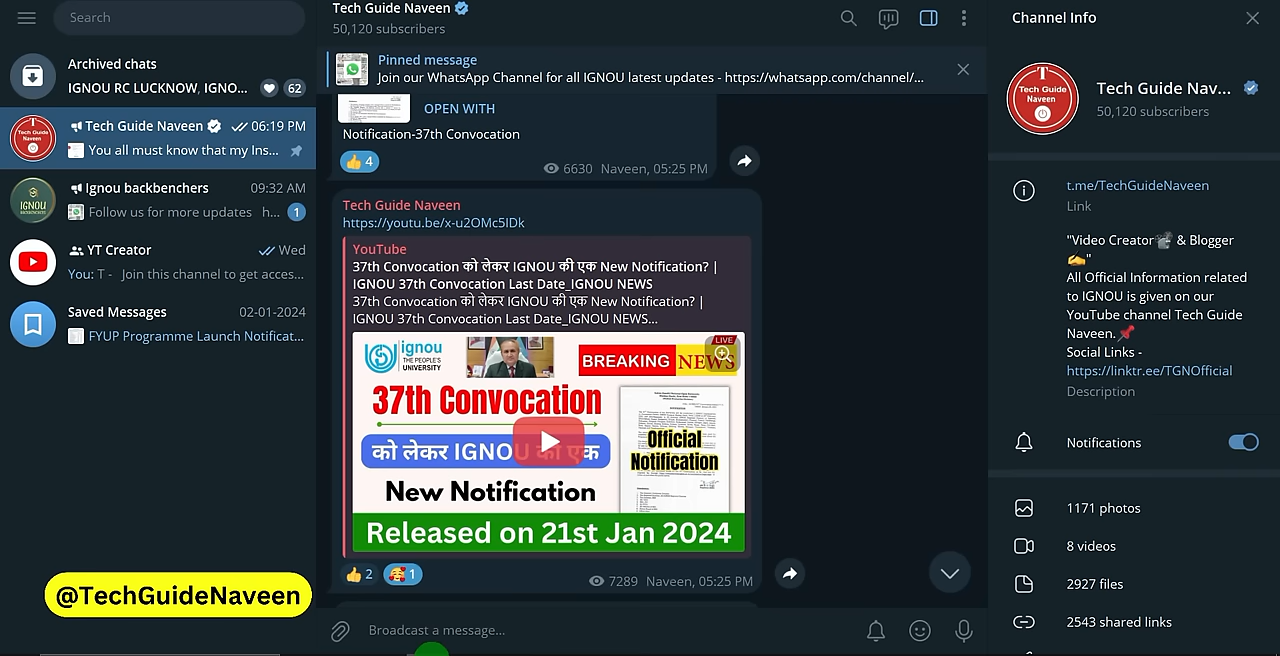 Search
Archived chats
IGNOU RC LUCKNOW, IGNO...
62
Tech Guide Naveen
06:19 PM
You all must know that my Ins...
Ignou backbenchers
09:32 AM
Follow us for more updates h...
1
YT Creator
Wed
You: T - Join this channel to get acces...
Saved Messages
02-01-2024
FYUP Programme Launch Notificat...
@TechGuideNaveen
Tech Guide Naveen
50,120 subscribers
Pinned message
Join our WhatsApp Channel for all IGNOU latest updates - https://whatsapp.com/channel/...
OPEN WITH
Notification-37th Convocation
4
6630 Naveen, 05:25 PM
Tech Guide Naveen
https://youtu.be/x-u2OMc5IDk
YouTube
37th Convocation को लेकर IGNOU की एक New Notification? |
IGNOU 37th Convocation Last Date_IGNOU NEWS
37th Convocation को लेकर IGNOU की एक New Notification? |
IGNOU 37th Convocation Last Date_IGNOU NEWS...
ignou
THE PEOPLE'S
UNIVERSITY
BREAKING NEWS
LIVE
37th Convocation
को लेकर IGNOU की एक
Official
Notification
New Notification
Released on 21st Jan 2024
2
1
7289 Naveen, 05:25 PM
Broadcast a message...
Channel Info
Tech Guide Nav...
50,120 subscribers
Tech Guide
Naveen
t.me/TechGuideNaveen
Link
"Video Creator & Blogger
"
All Official Information related
to IGNOU is given on our
YouTube channel Tech Guide
Naveen.
Social Links -
https://linktr.ee/TGNOfficial
Description
Notifications
1171 photos
8 videos
2927 files
2543 shared links